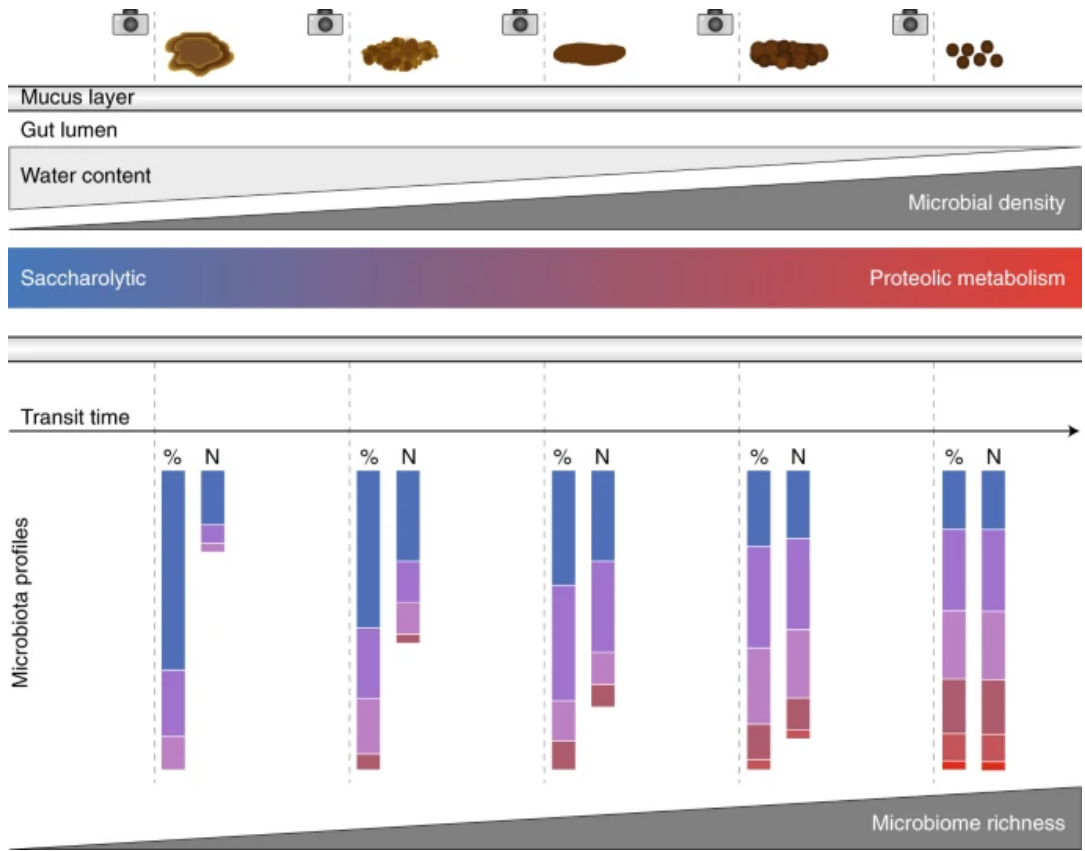 Mucus layer
Gut lumen
Water content
Microbial density
Saccharolytic
Proteolic metabolism
Transit time
% N % N % N % N % N
Microbiota profiles
Microbiome richness